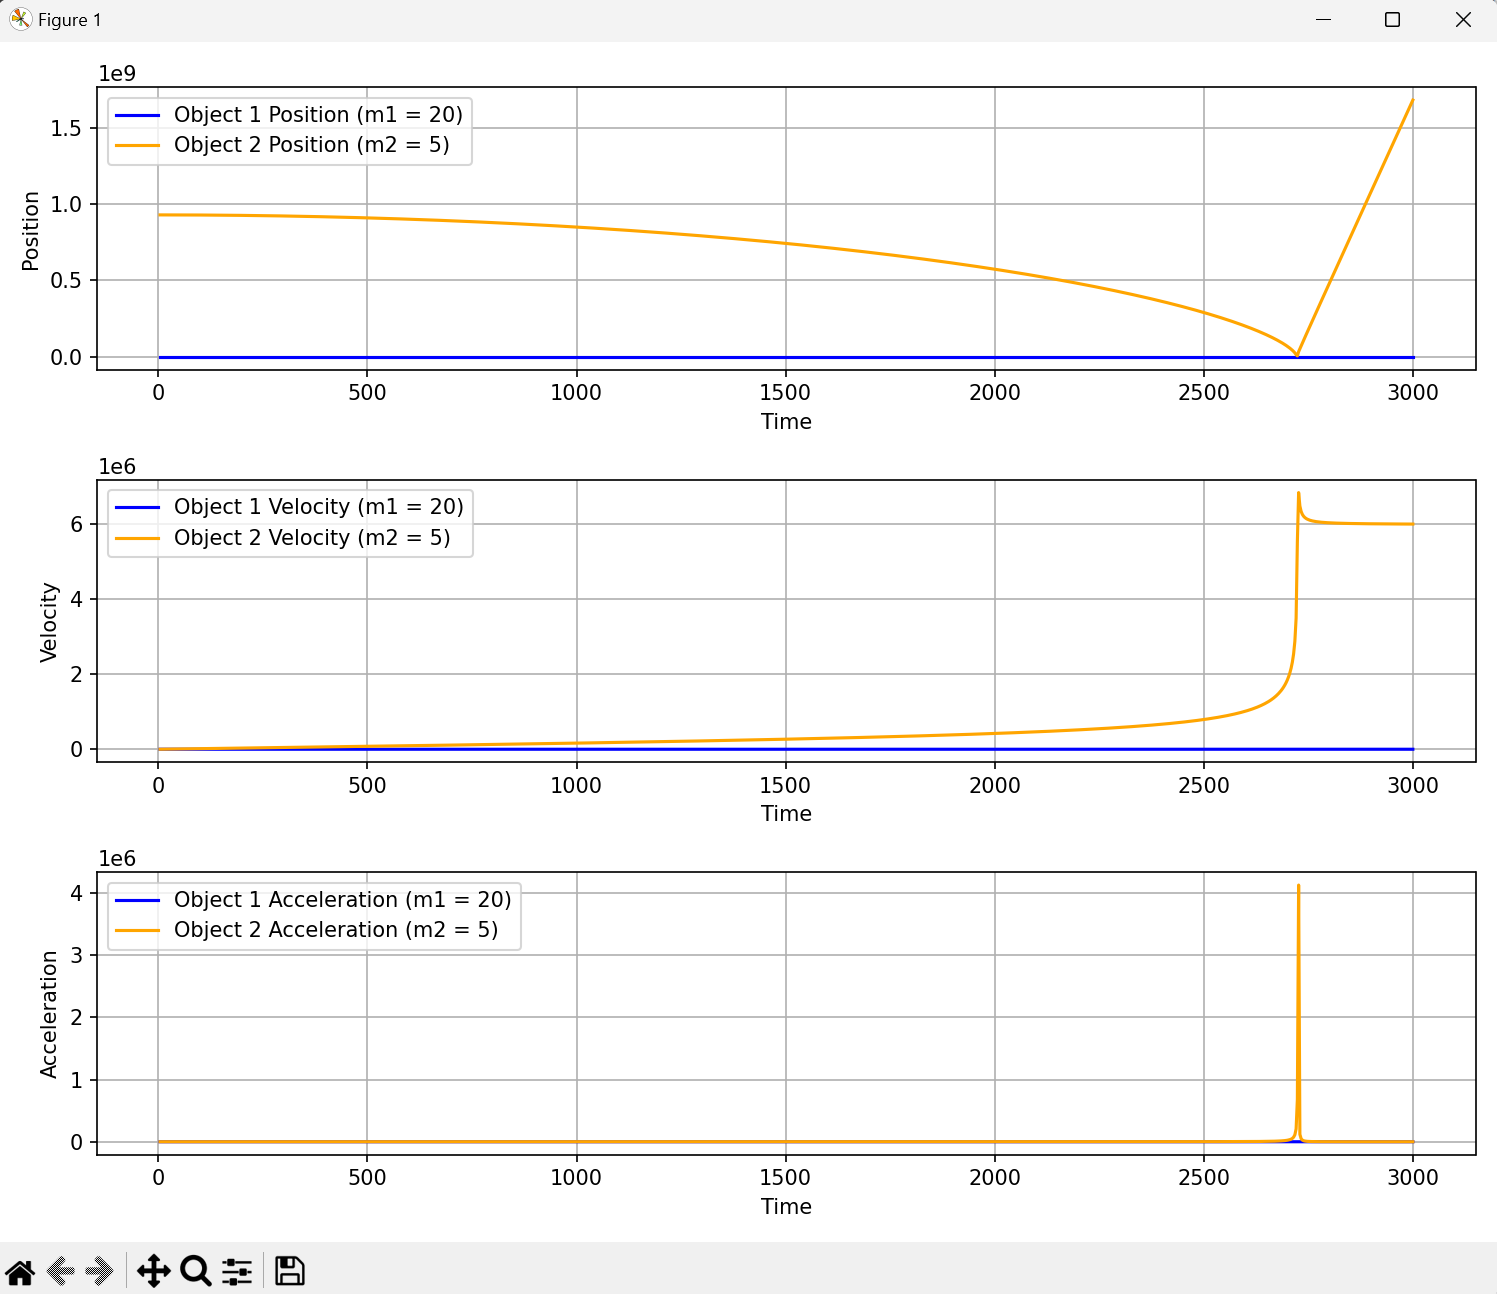 Figure 1
1e9
Object 1 Position (m1 = 20)
Object 2 Position (m2 = 5)
1.5
1.0
0.5
0.0
Position
0 500 1000 1500 2000 2500 3000
Time
1e6
Object 1 Velocity (m1 = 20)
Object 2 Velocity (m2 = 5)
6
4
2
0
Velocity
0 500 1000 1500 2000 2500 3000
Time
1e6
Object 1 Acceleration (m1 = 20)
Object 2 Acceleration (m2 = 5)
4
3
2
1
0
Acceleration
0 500 1000 1500 2000 2500 3000
Time